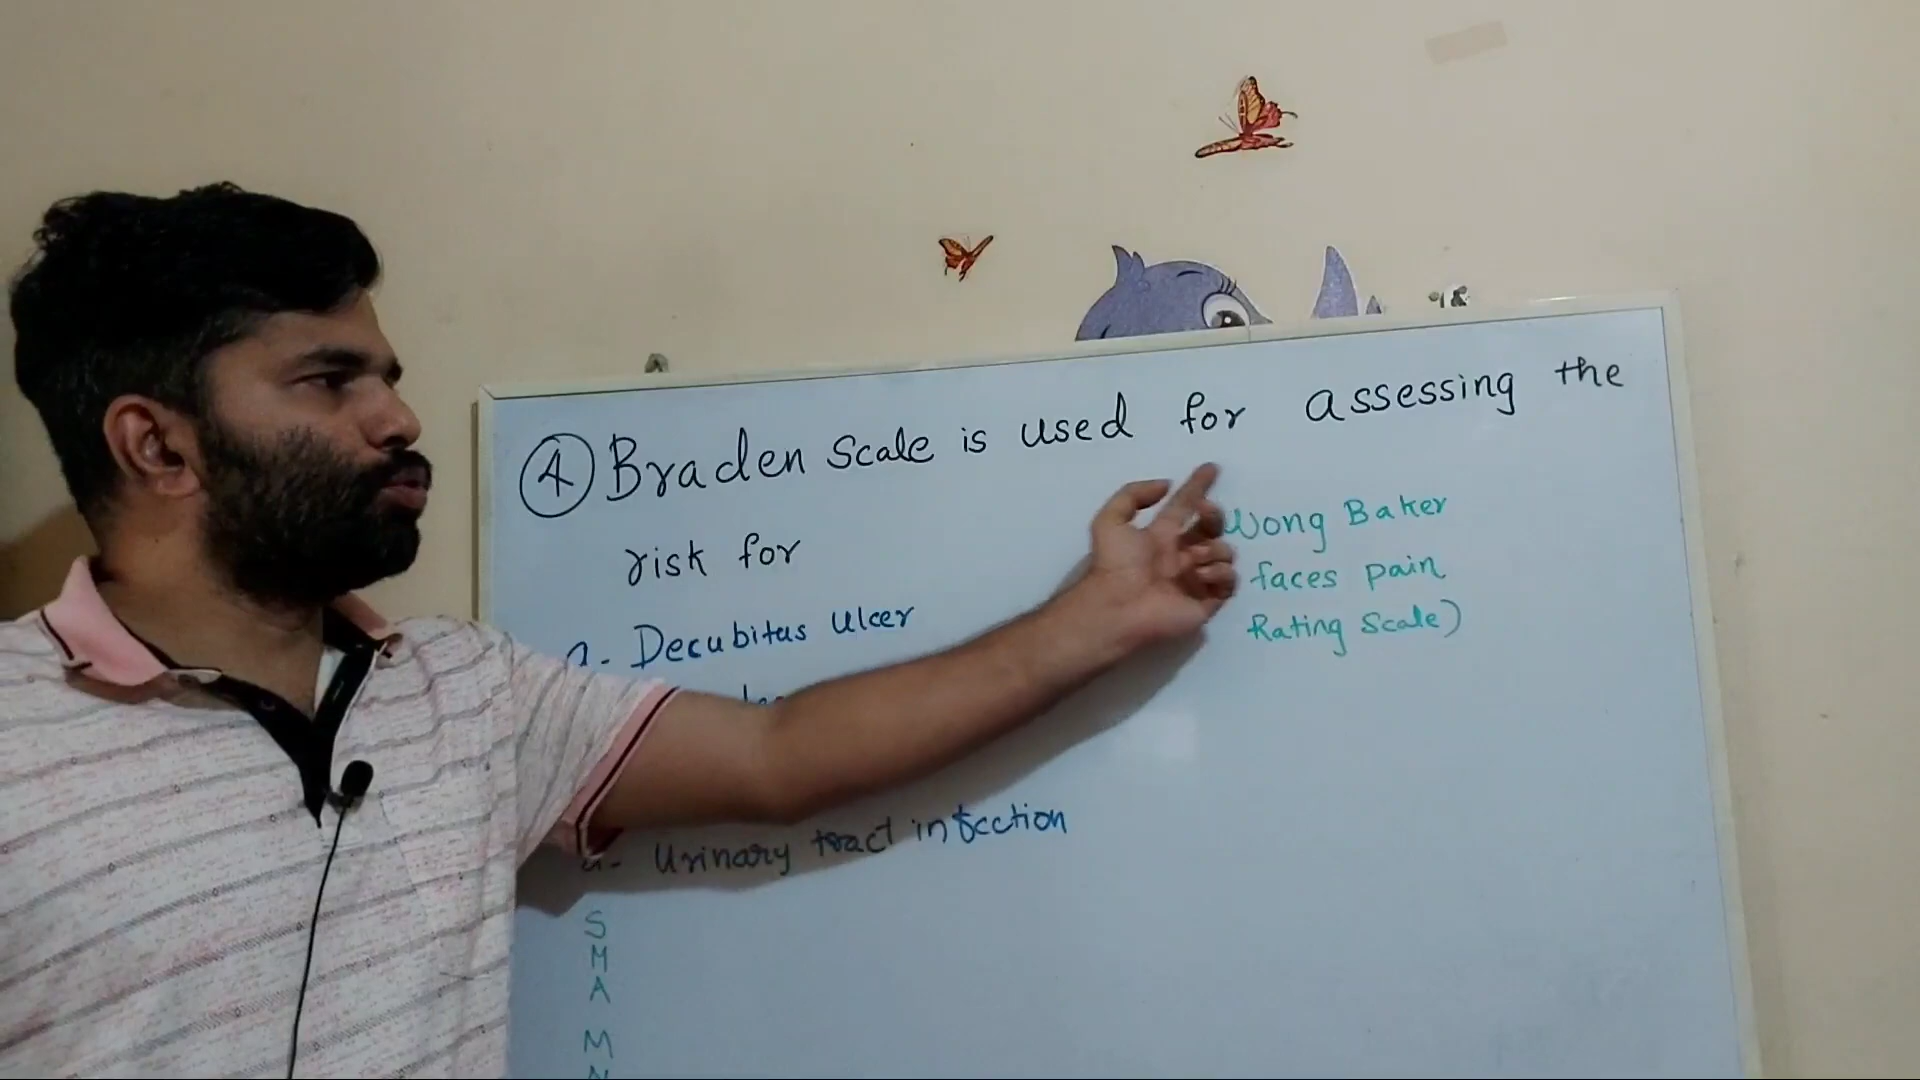 4 Braden Scale is used for assessing the
risk for
a- Decubitus Ulcer
d- Urinary tract infection
Wong Baker
faces pain
Rating Scale)
S
M
A
M